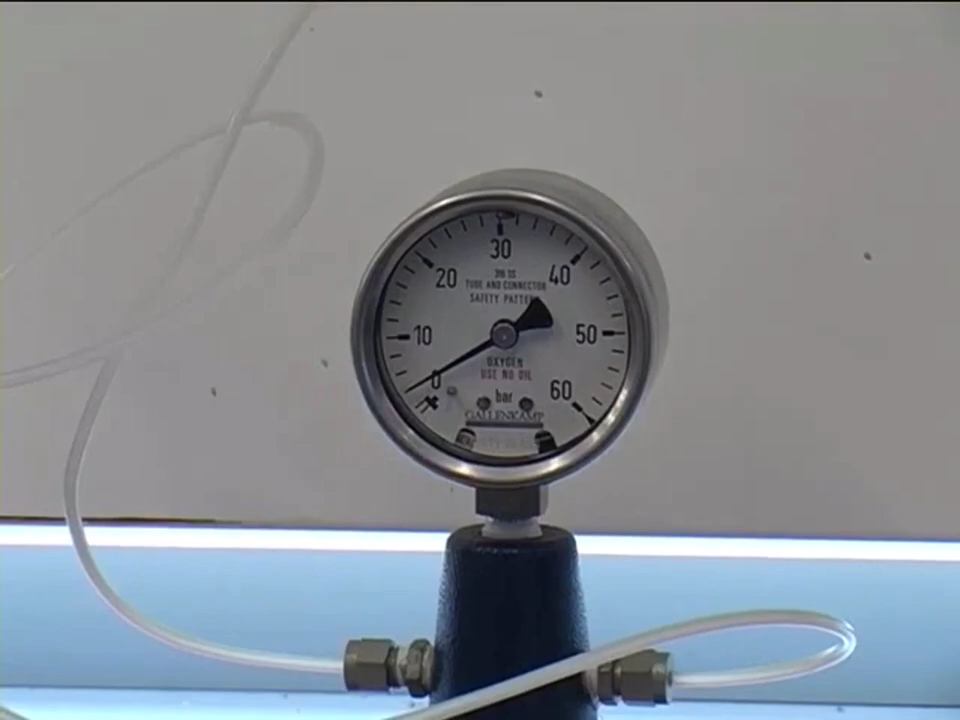 30
20
40
316 SS
TUBE AND CONNECTOR
SAFETY PATTERN
10
50
OXYGEN
USE NO OIL
0
60
bar
GALLENKAMP